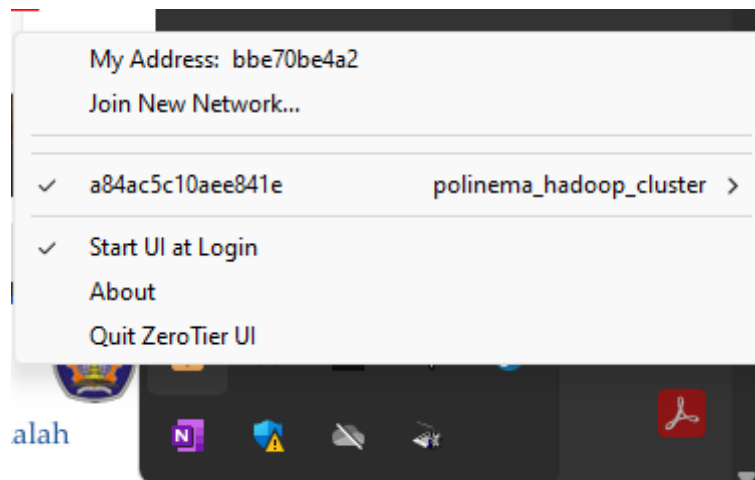 My Address: bbe70be4a2
Join New Network...
a84ac5c10aee841e polinema_hadoop_cluster
Start UI at Login
About
Quit ZeroTier UI
alah
N